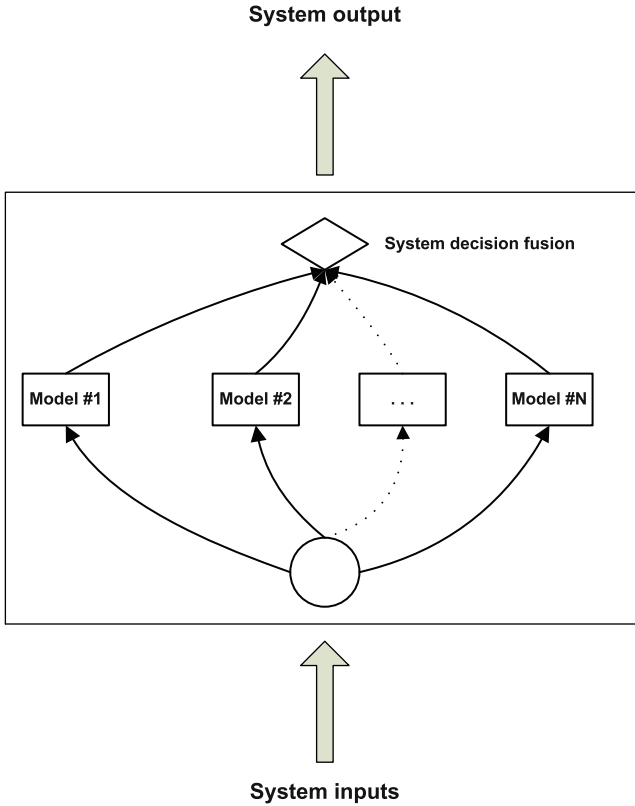 System output
System decision fusion
Model #1
Model #2
. . .
Model #N
System inputs